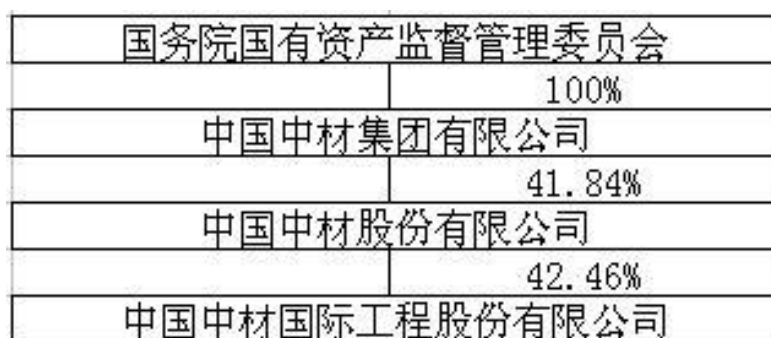 国务院国有资产监督管理委员会
100%
中国中材集团有限公司
41.84%
中国中材股份有限公司
42.46%
中国中材国际工程股份有限公司